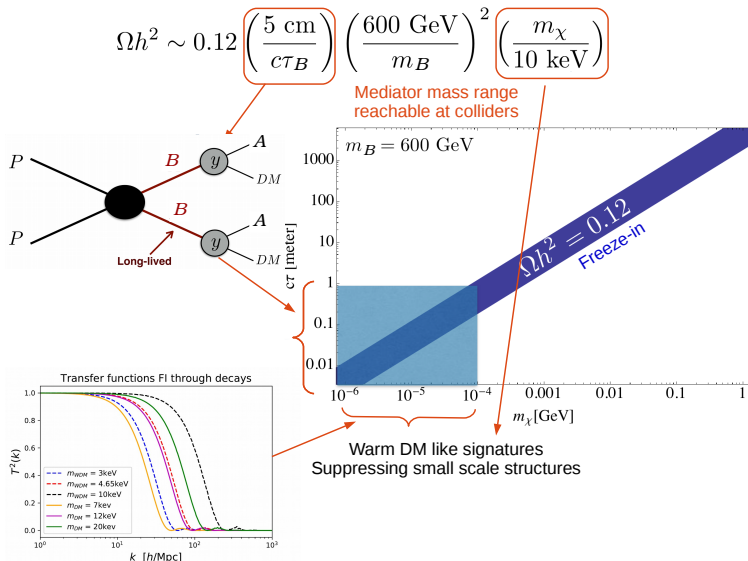 Ωh² ∼ 0.12 (5 cm / cτ_B) (600 GeV / m_B)² (m_χ / 10 keV)
Mediator mass range
reachable at colliders
P
P
B
B
y
y
A
DM
A
DM
Long-lived
m_B = 600 GeV
cτ [meter]
1000
100
10
1
0.1
0.01
Ωh² = 0.12
Freeze-in
10⁻⁶
10⁻⁵
10⁻⁴
0.001
0.01
0.1
1
m_χ[GeV]
Warm DM like signatures
Suppressing small scale structures
Transfer functions FI through decays
T²(k)
1.0
0.8
0.6
0.4
0.2
0.0
m_WDM = 3keV
m_WDM = 4.65keV
m_WDM = 10keV
m_DM = 7keV
m_DM = 12keV
m_DM = 20kev
10⁰
10¹
10²
10³
k [h/Mpc]